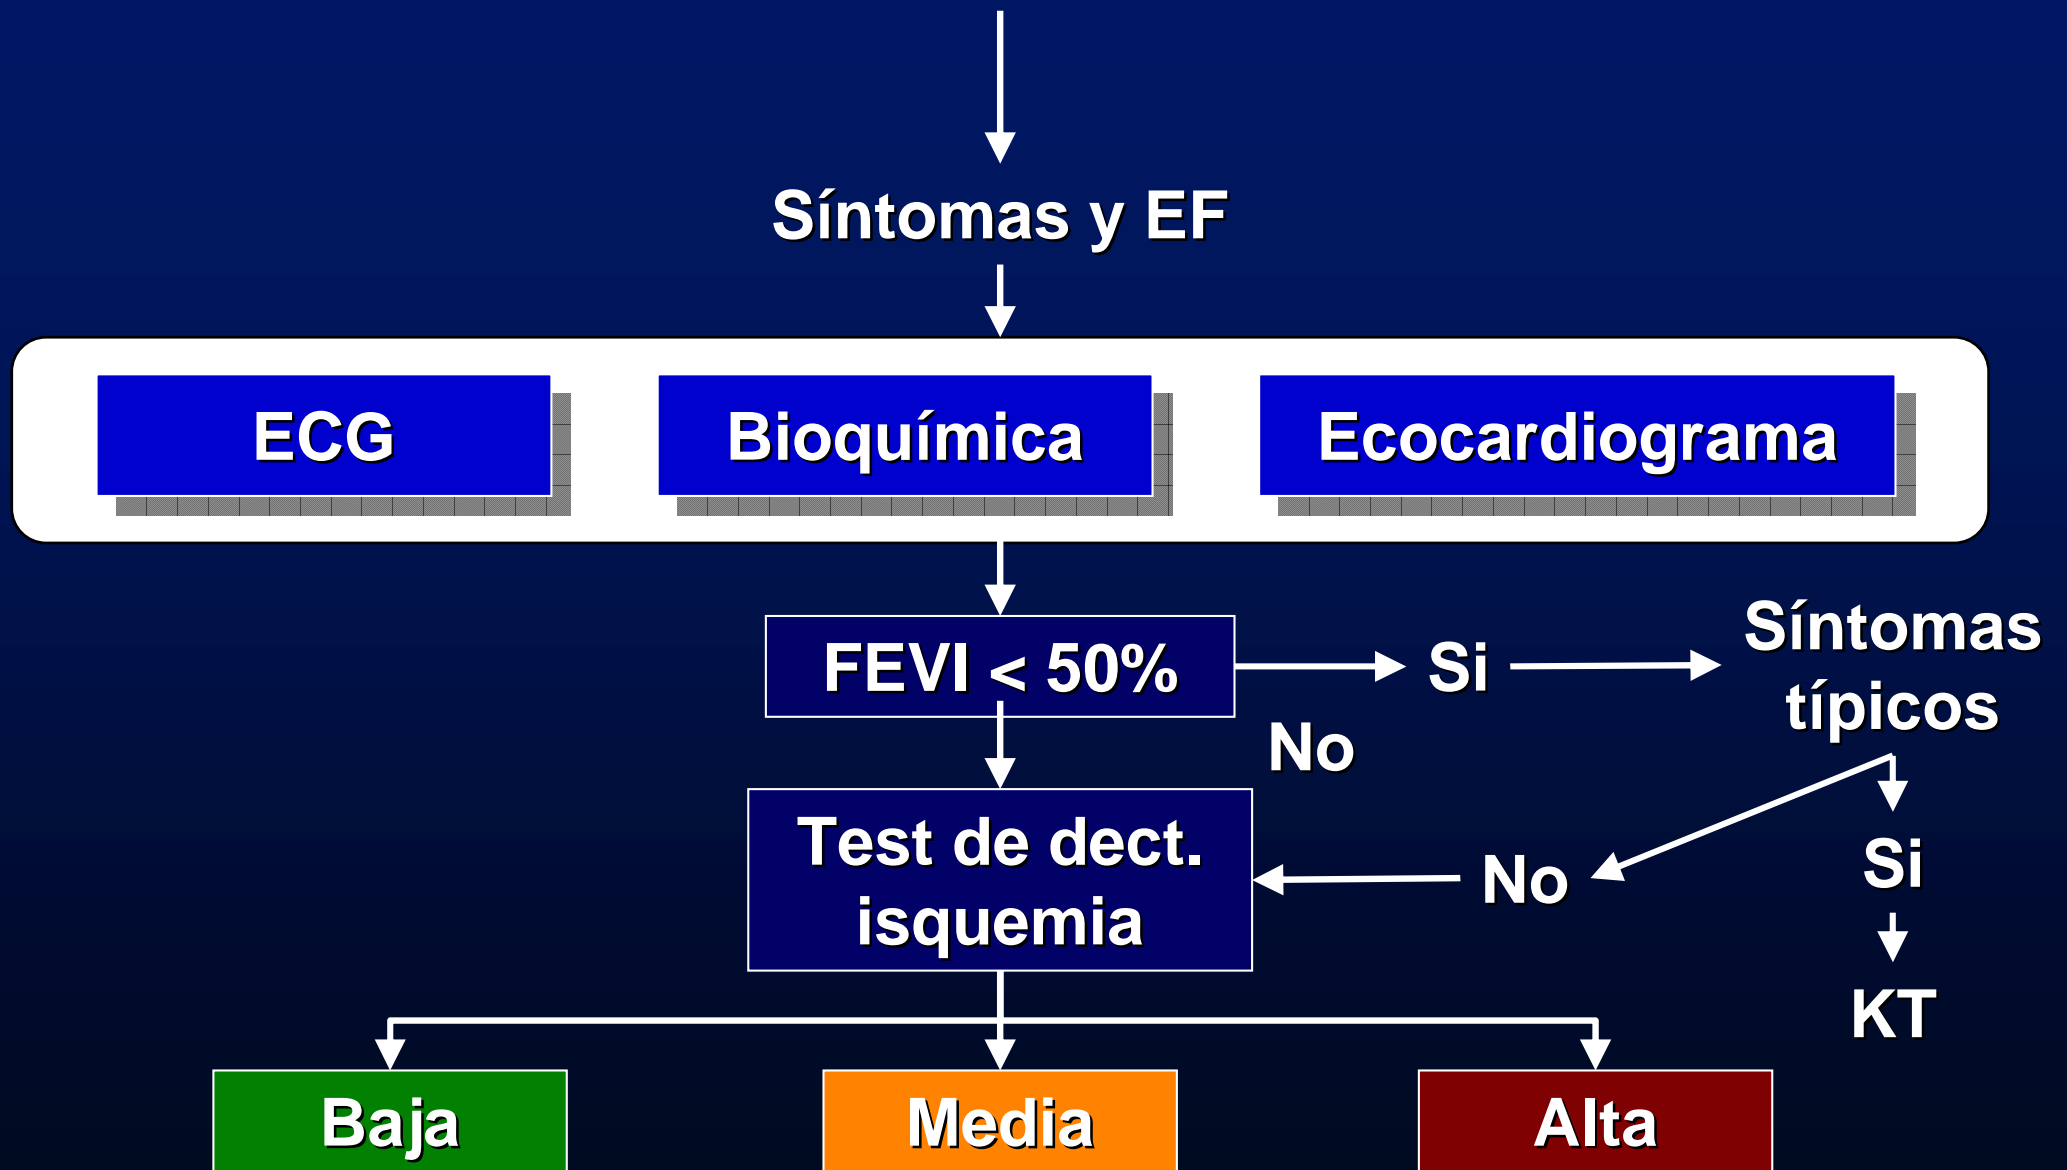 Síntomas y EF
ECG
Bioquímica
Ecocardiograma
FEVI < 50%
Si
Síntomas
típicos
No
Test de dect.
isquemia
No
Si
KT
Baja
Media
Alta